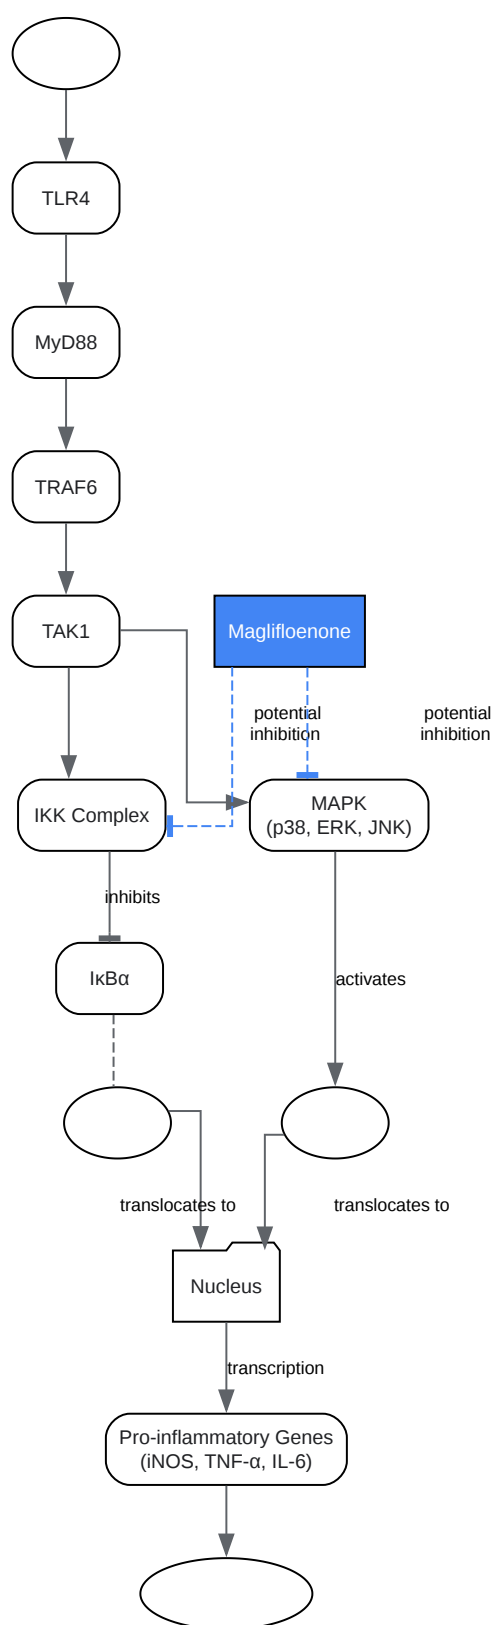 TLR4
MyD88
TRAF6
TAK1
Maglifloenone
potential
inhibition
potential
inhibition
IKK Complex
MAPK
(p38, ERK, JNK)
inhibits
IκBα
activates
translocates to
translocates to
Nucleus
transcription
Pro-inflammatory Genes
(iNOS, TNF-α, IL-6)